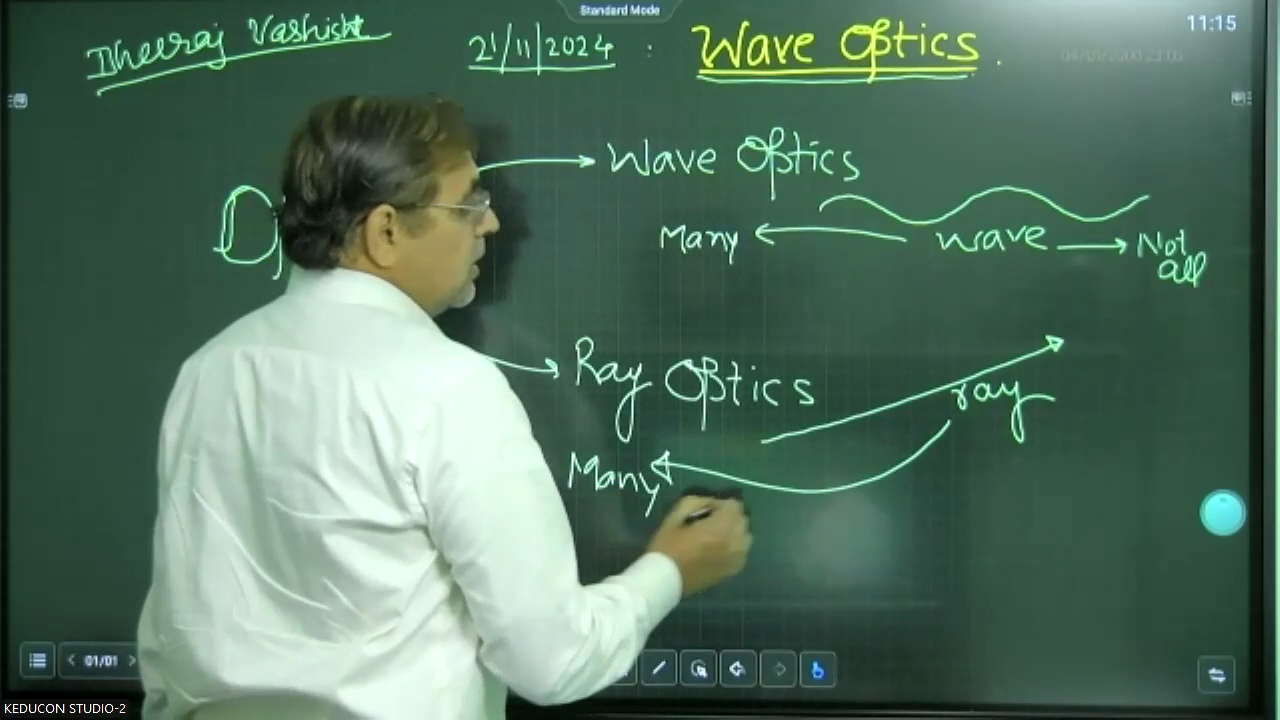 Standard Mode
11:15
Dheeraj Vashisht
21/11/2024 : Wave Optics.
Wave Optics
Many
wave
Not all
Ray Optics
ray
Many
01/01
KEDUCON STUDIO-2